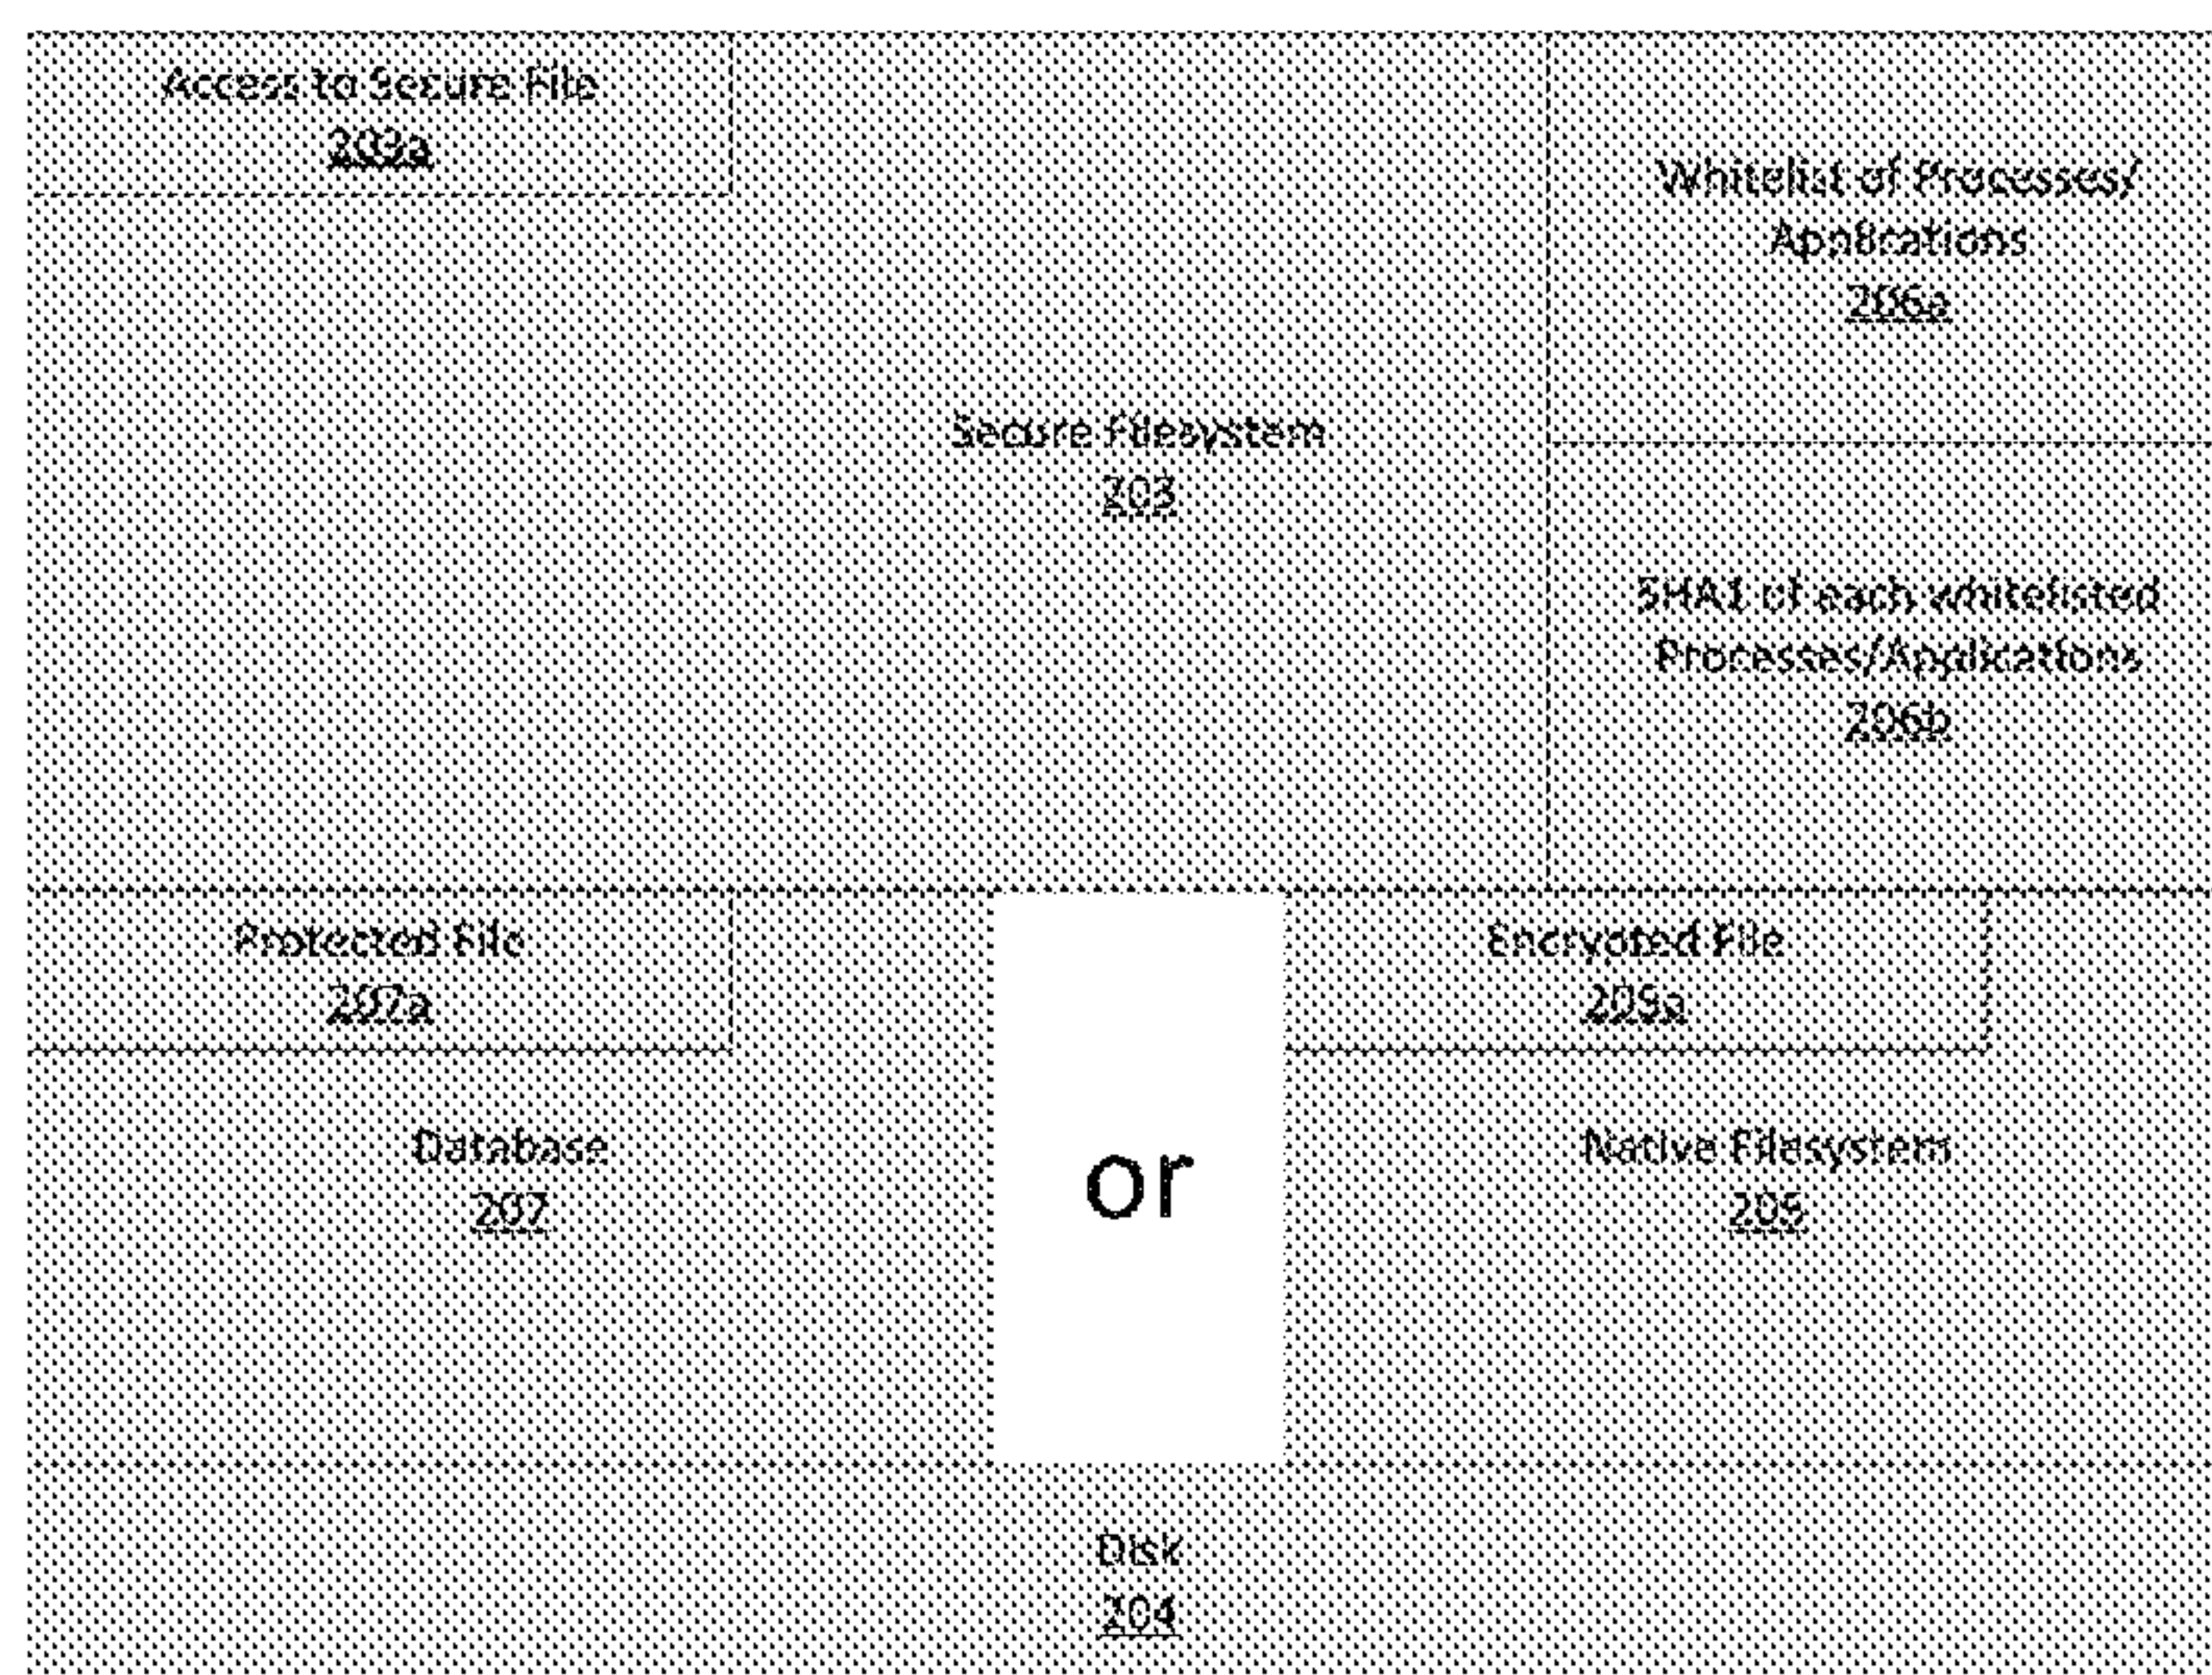 Access to Secure File
203a
Whitelist of Processes/
Applications
206a
Secure Filesystem
203
SHA1 of each whitelisted
Processes/Applications
206b
Protected File
207a
Encrypted File
205a
Database
207
or
Native Filesystem
205
Disk
204